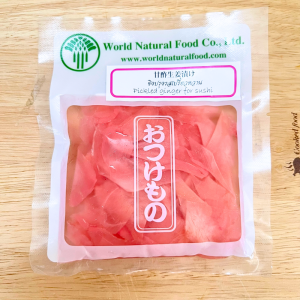 World Natural Food Co., Ltd.
www.worldnaturalfood.com
甘酢生姜漬け
Pickled ginger for sushi
おつけもの